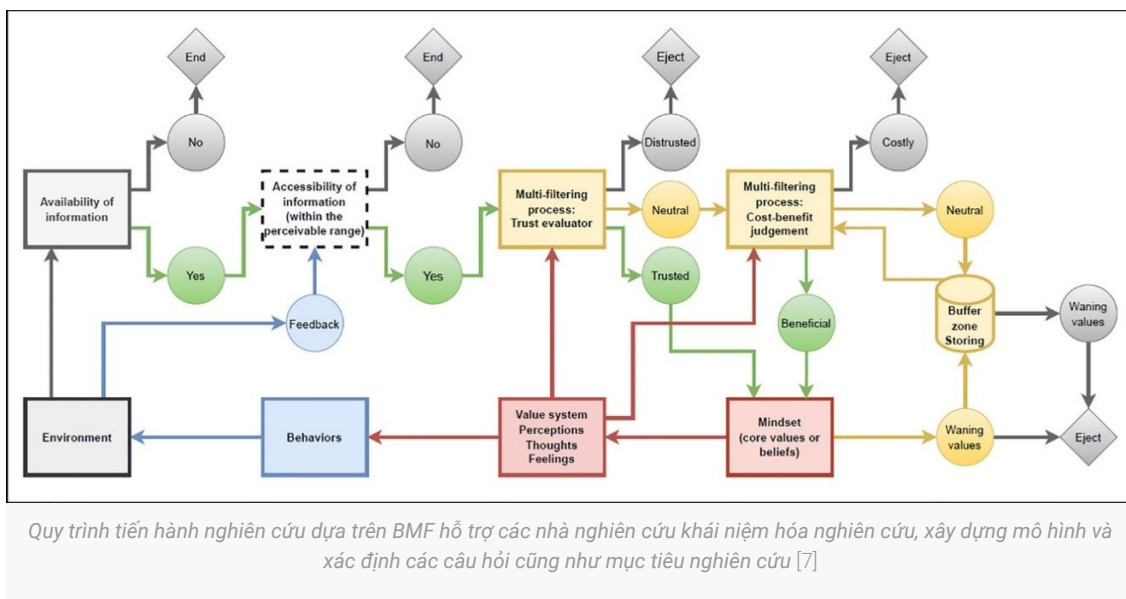 End
End
Eject
Eject
No
No
Distrusted
Costly
Availability of
information
Accessibility of
information
(within the
perceivable range)
Multi-filtering
process:
Trust evaluator
Neutral
Multi-filtering
process:
Cost-benefit
judgement
Neutral
Yes
Yes
Trusted
Feedback
Beneficial
Buffer
zone
Storing
Waning
values
Environment
Behaviors
Value system
Perceptions
Thoughts
Feelings
Mindset
(core values or
beliefs)
Waning
values
Eject
Quy trình tiến hành nghiên cứu dựa trên BMF hỗ trợ các nhà nghiên cứu khái niệm hóa nghiên cứu, xây dựng mô hình và
xác định các câu hỏi cũng như mục tiêu nghiên cứu [7]